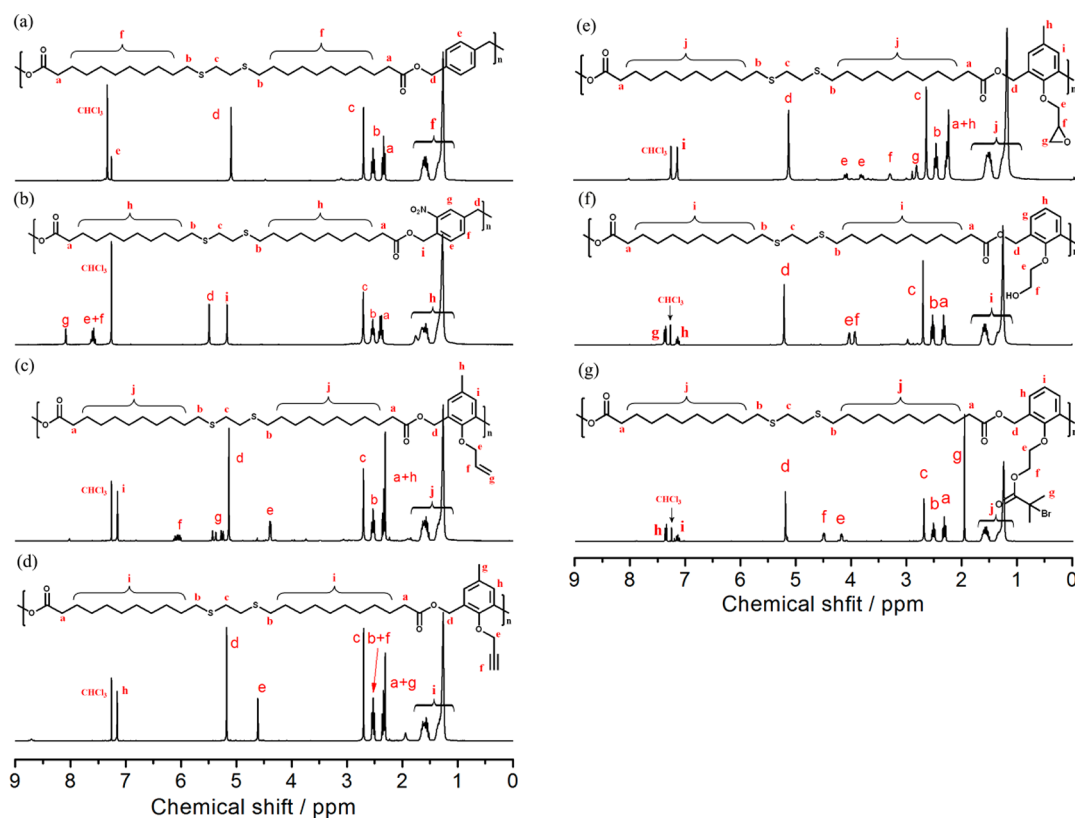 (a)
f
f
e
O
O
a
b
S
c
S
b
a
O
O
d
n
CHCl3
e
d
c
b
a
f
(b)
h
h
NO2
g
d
O
O
a
b
S
c
S
b
a
O
O
i
e
f
n
CHCl3
g
e+f
d
i
c
b
a
h
(c)
j
j
h
i
O
O
a
b
S
c
S
b
a
O
O
d
O
e
f
g
n
CHCl3
i
f
g
d
e
c
b
a+h
j
(d)
i
i
g
h
O
O
a
b
S
c
S
b
a
O
O
d
O
e
f
n
CHCl3
h
d
e
c
b+f
a+g
i
9 8 7 6 5 4 3 2 1 0
Chemical shift / ppm
(e)
j
j
h
i
O
O
a
b
S
c
S
b
a
O
O
d
O
e
f
g
O
n
CHCl3
i
d
e
e
f
g
c
b
a+h
j
(f)
i
i
g
h
O
O
a
b
S
c
S
b
a
O
O
d
O
e
f
HO
n
CHCl3
g
h
d
ef
c
ba
i
(g)
j
j
h
i
O
O
a
b
S
c
S
b
a
O
O
d
O
e
f
O
O
g
Br
n
CHCl3
h
i
d
f
e
c
b
a
g
j
9 8 7 6 5 4 3 2 1 0
Chemical shfit / ppm